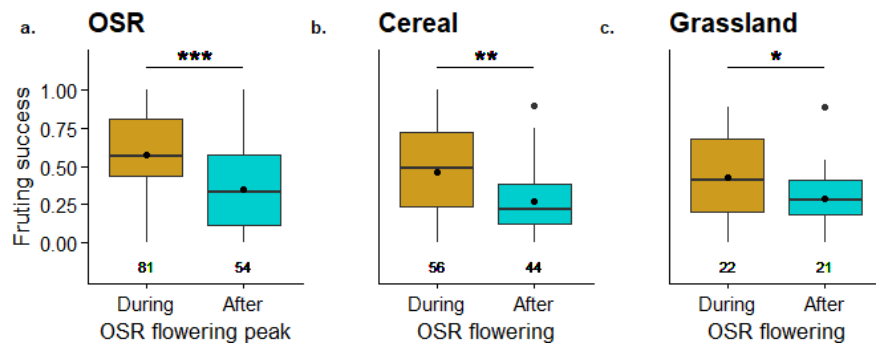 a. OSR b. Cereal c. Grassland
*** ** *
Fruting success
1.00
0.75
0.50
0.25
0.00
81 54 56 44 22 21
During After During After During After
OSR flowering peak OSR flowering OSR flowering